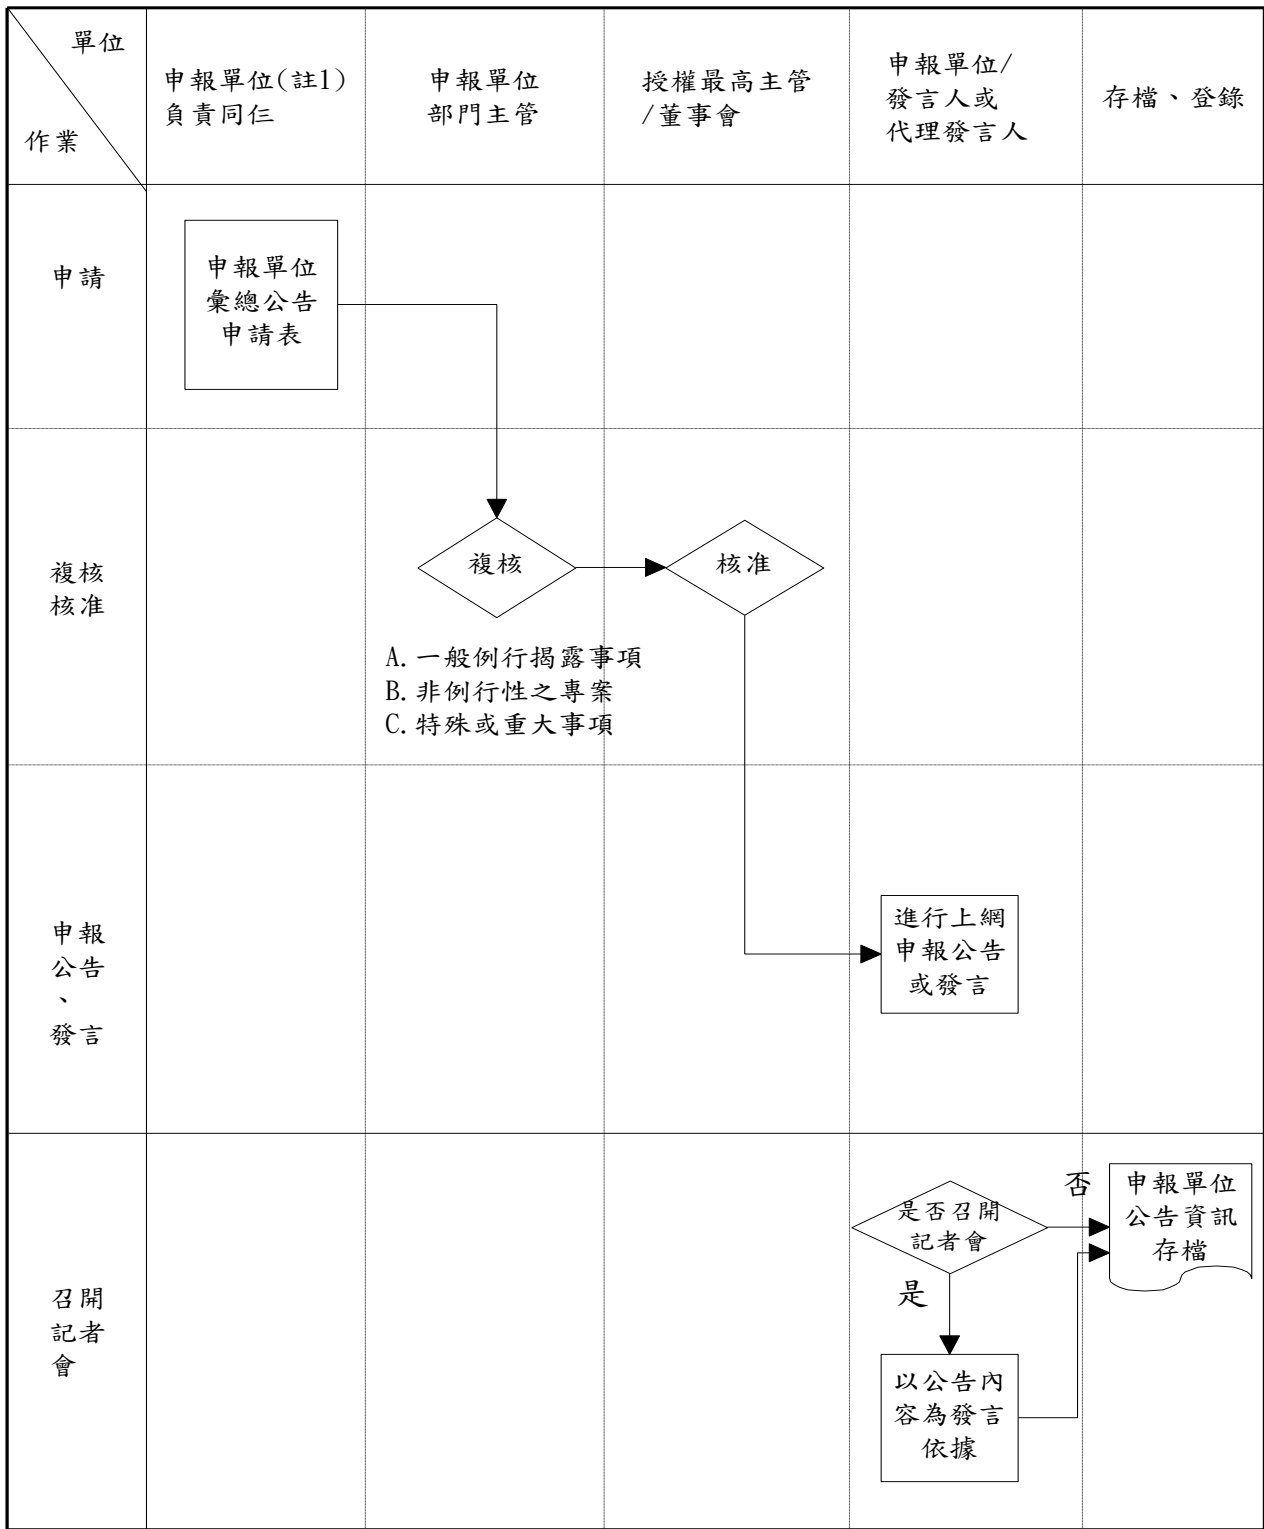 單位
作業
申報單位(註1)
負責同仁
申報單位
部門主管
授權最高主管
/董事會
申報單位/
發言人或
代理發言人
存檔、登錄
申請
申報單位
彙總公告
申請表
複核
核准
複核
核准
A.一般例行揭露事項
B.非例行性之專案
C.特殊或重大事項
申報
公告
、
發言
進行上網
申報公告
或發言
召開
記者
會
是否召開
記者會
否
是
申報單位
公告資訊
存檔
以公告內
容為發言
依據